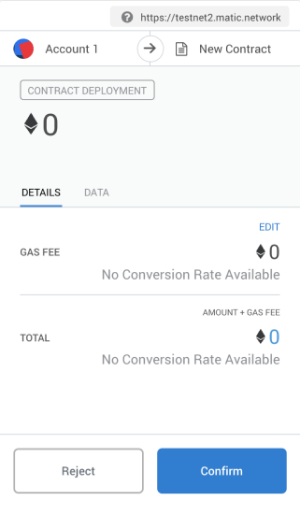 https://testnet2.matic.network
Account 1
New Contract
CONTRACT DEPLOYMENT
0
DETAILS
DATA
EDIT
GAS FEE
0
No Conversion Rate Available
AMOUNT + GAS FEE
TOTAL
0
No Conversion Rate Available
Reject
Confirm